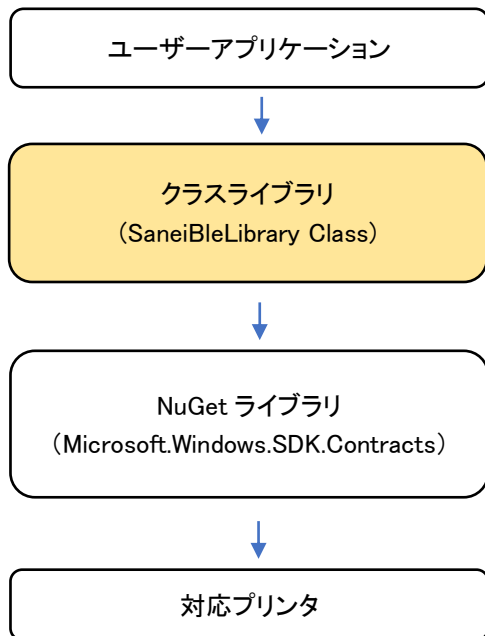 ユーザーアプリケーション
クラスライブラリ
（SaneiBleLibrary Class）
NuGet ライブラリ
（Microsoft.Windows.SDK.Contracts）
対応プリンタ